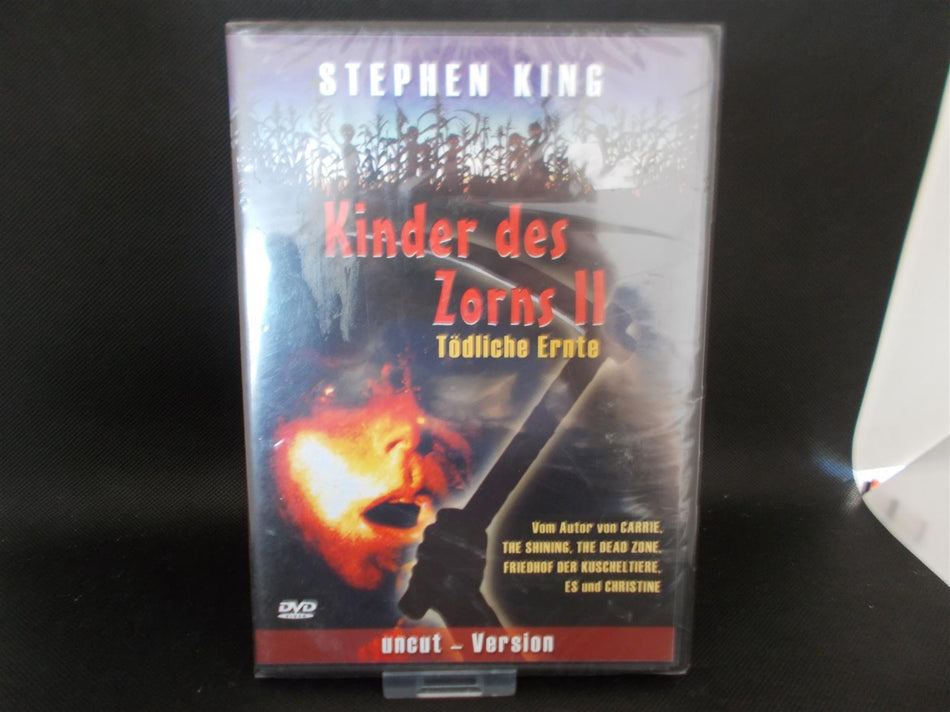 STEPHEN KING
Kinder des
Zorns II
Tödliche Ernte
Vom Autor von CARRIE,
THE SHINING, THE DEAD ZONE,
FRIEDHOF DER KUSCHELTIERE,
ES und CHRISTINE
DVD
VIDEO
uncut – Version